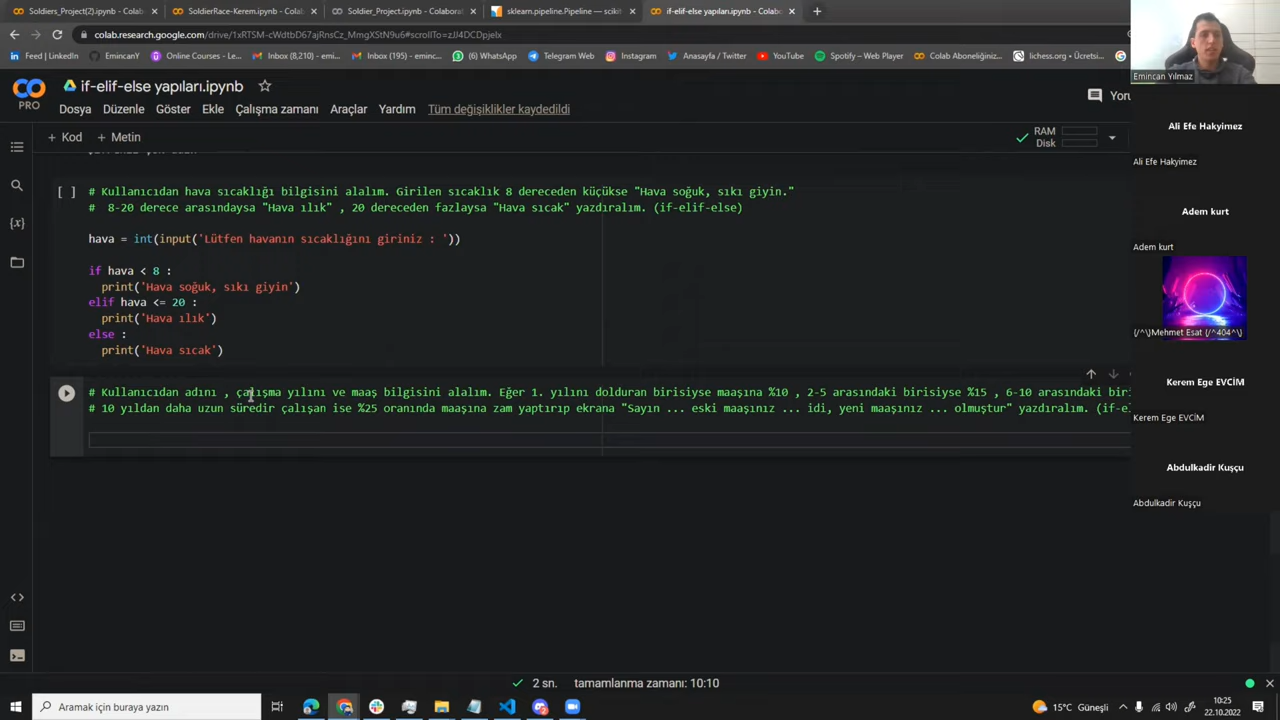 Soldiers_Project(2).ipynb - Colab
SoldierRace-Kerem.ipynb - Colab
Soldier_Project.ipynb - Colaborat
sklearn.pipeline.Pipeline — scikit
if-elif-else yapıları.ipynb - Colabo
colab.research.google.com/drive/1xRTSM-cWdtbD67ajRnsCz_MmgXStN9u6#scrollTo=zJJ4DCDpjelx
Feed | LinkedIn
EmincanY
Online Courses - Le...
Inbox (8,210) - emi...
Inbox (195) - eminc...
(6) WhatsApp
Telegram Web
Instagram
Anasayfa / Twitter
YouTube
Spotify – Web Player
Colab Aboneliğiniz...
lichess.org • Ücretsi...
PRO
if-elif-else yapıları.ipynb
Dosya Düzenle Göster Ekle Çalışma zamanı Araçlar Yardım Tüm değişiklikler kaydedildi
Yoru
+ Kod + Metin
RAM
Disk
[ ] # Kullanıcıdan hava sıcaklığı bilgisini alalım. Girilen sıcaklık 8 dereceden küçükse "Hava soğuk, sıkı giyin."
# 8-20 derece arasındaysa "Hava ılık" , 20 dereceden fazlaysa "Hava sıcak" yazdıralım. (if-elif-else)
hava = int(input('Lütfen havanın sıcaklığını giriniz : '))
if hava < 8 :
print('Hava soğuk, sıkı giyin')
elif hava <= 20 :
print('Hava ılık')
else :
print('Hava sıcak')
# Kullanıcıdan adını , çalışma yılını ve maaş bilgisini alalım. Eğer 1. yılını dolduran birisiyse maaşına %10 , 2-5 arasındaki birisiyse %15 , 6-10 arasındaki biri
# 10 yıldan daha uzun süredir çalışan ise %25 oranında maaşına zam yaptırıp ekrana "Sayın ... eski maaşınız ... idi, yeni maaşınız ... olmuştur" yazdıralım. (if-el
Emincan Yılmaz
Ali Efe Hakyimez
Ali Efe Hakyimez
Adem kurt
Adem kurt
{/^\}Mehmet Esat {/^404^\}
Kerem Ege EVCİM
Kerem Ege EVCİM
Abdulkadir Kuşçu
Abdulkadir Kuşçu
2 sn. tamamlanma zamanı: 10:10
Aramak için buraya yazın
15°C Güneşli
10:25
22.10.2022